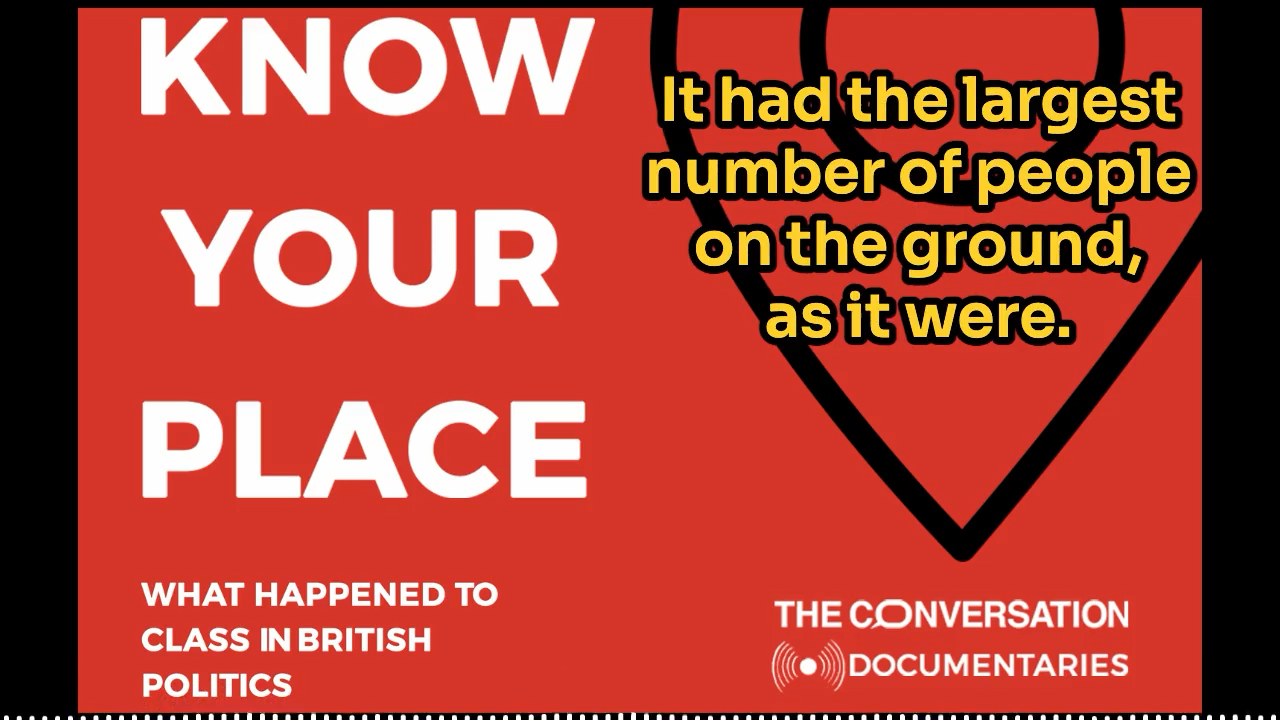 KNOW
YOUR
PLACE
WHAT HAPPENED TO
CLASS IN BRITISH
POLITICS
It had the largest
number of people
on the ground,
as it were.
THE CONVERSATION
DOCUMENTARIES